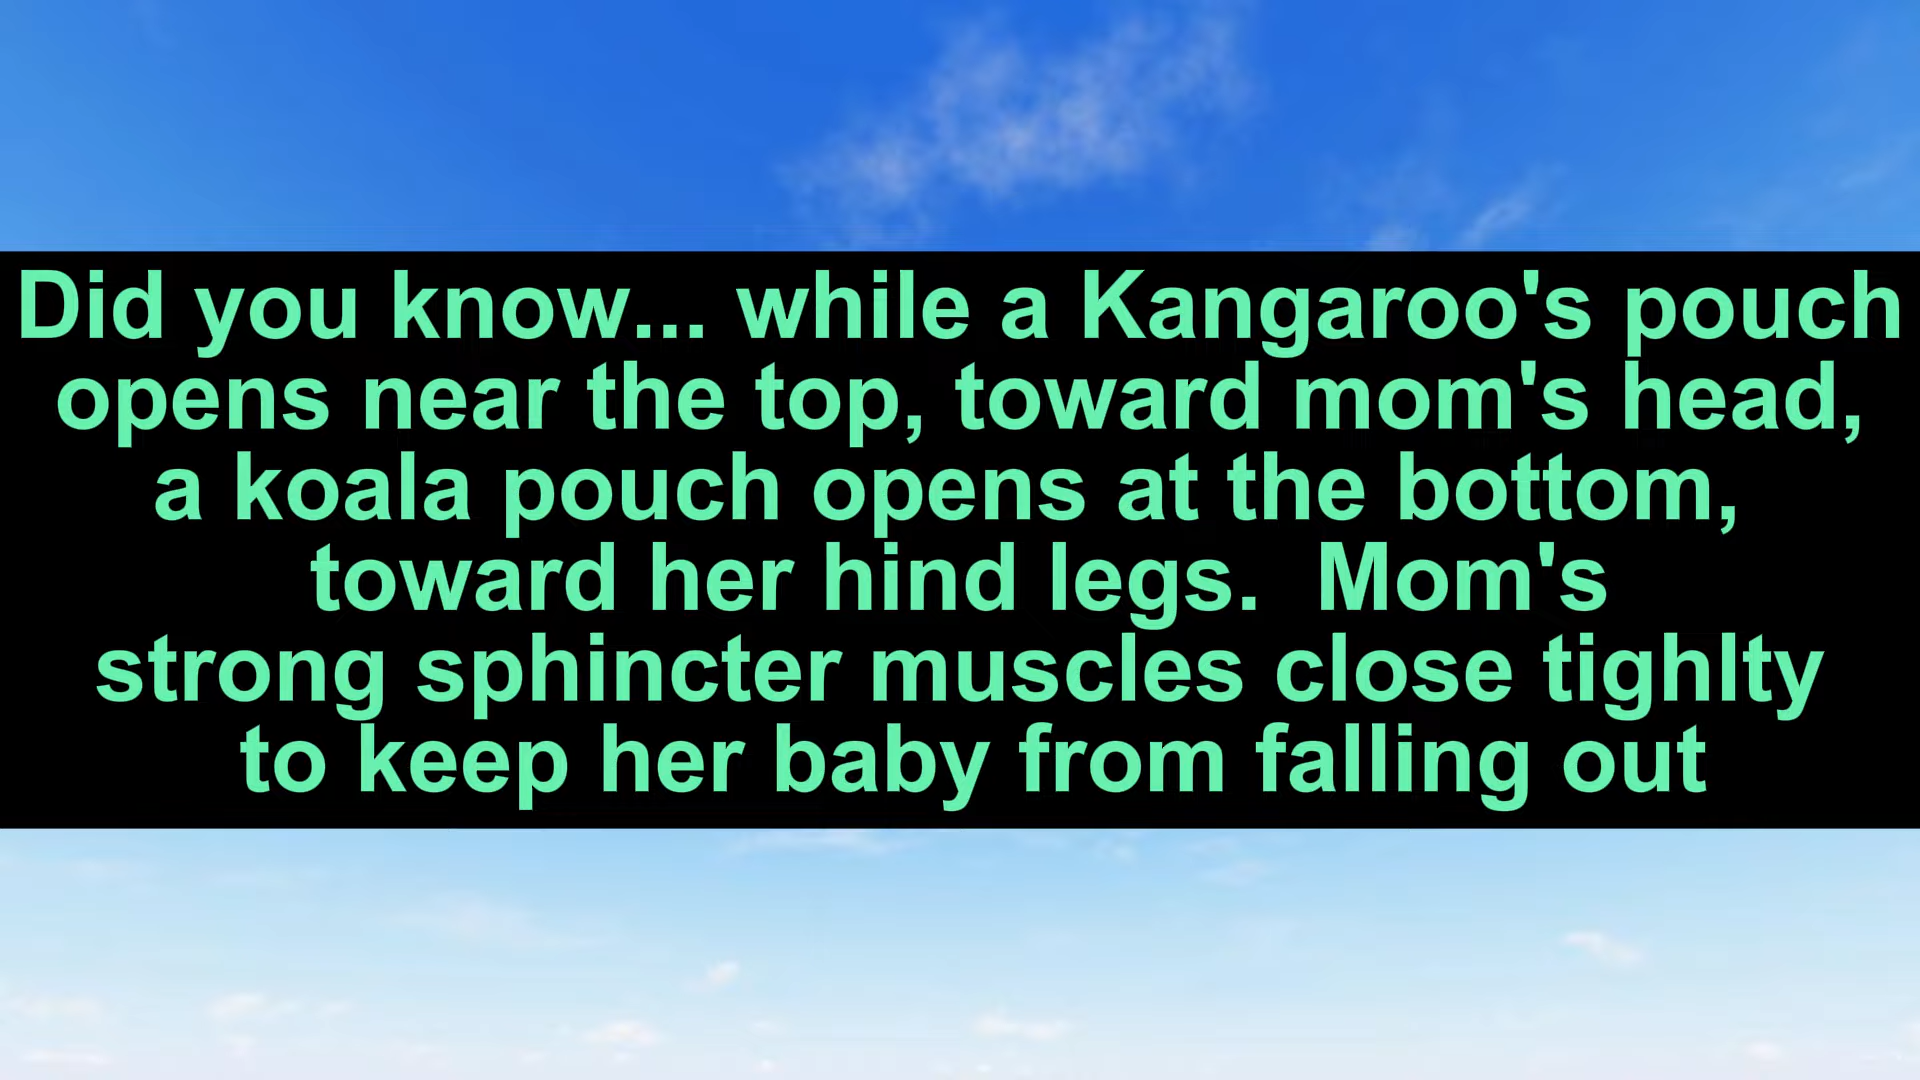 Did you know... while a Kangaroo's pouch
opens near the top, toward mom's head,
a koala pouch opens at the bottom,
toward her hind legs.  Mom's
strong sphincter muscles close tighlty
to keep her baby from falling out